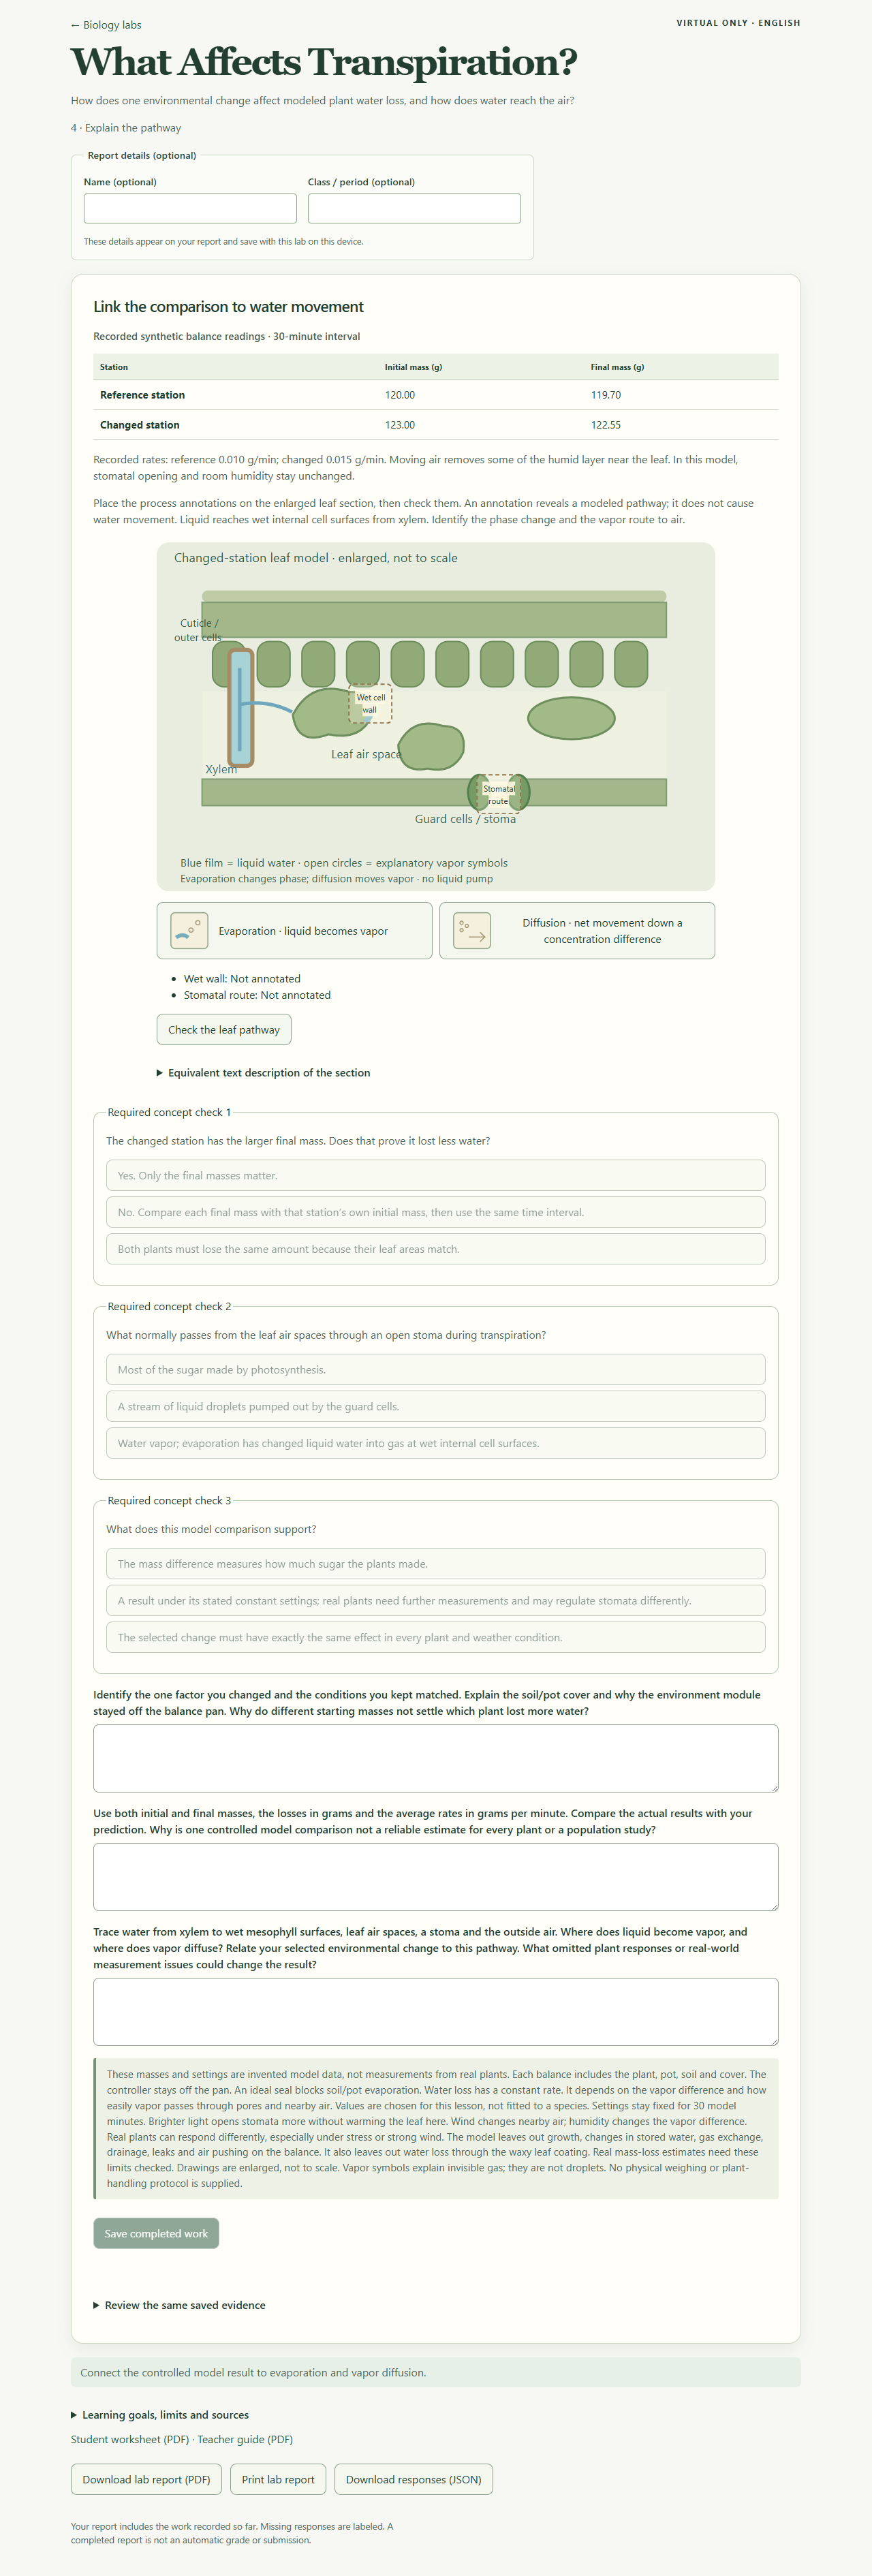 ← Biology labs
VIRTUAL ONLY · ENGLISH
What Affects Transpiration?
How does one environmental change affect modeled plant water loss, and how does water reach the air?
4 · Explain the pathway
Report details (optional)
Name (optional)
Class / period (optional)
These details appear on your report and save with this lab on this device.
Link the comparison to water movement
Recorded synthetic balance readings · 30-minute interval
Station Initial mass (g) Final mass (g)
Reference station 120.00 119.70
Changed station 123.00 122.55
Recorded rates: reference 0.010 g/min; changed 0.015 g/min. Moving air removes some of the humid layer near the leaf. In this model,
stomatal opening and room humidity stay unchanged.
Place the process annotations on the enlarged leaf section, then check them. An annotation reveals a modeled pathway; it does not cause
water movement. Liquid reaches wet internal cell surfaces from xylem. Identify the phase change and the vapor route to air.
Changed-station leaf model · enlarged, not to scale
Cuticle /
outer cells
Wet cell
wall
Leaf air space
Xylem
Stomatal
route
Guard cells / stoma
Blue film = liquid water · open circles = explanatory vapor symbols
Evaporation changes phase; diffusion moves vapor · no liquid pump
Evaporation · liquid becomes vapor
Diffusion · net movement down a
concentration difference
• Wet wall: Not annotated
• Stomatal route: Not annotated
Check the leaf pathway
▶ Equivalent text description of the section
Required concept check 1
The changed station has the larger final mass. Does that prove it lost less water?
Yes. Only the final masses matter.
No. Compare each final mass with that station's own initial mass, then use the same time interval.
Both plants must lose the same amount because their leaf areas match.
Required concept check 2
What normally passes from the leaf air spaces through an open stoma during transpiration?
Most of the sugar made by photosynthesis.
A stream of liquid droplets pumped out by the guard cells.
Water vapor; evaporation has changed liquid water into gas at wet internal cell surfaces.
Required concept check 3
What does this model comparison support?
The mass difference measures how much sugar the plants made.
A result under its stated constant settings; real plants need further measurements and may regulate stomata differently.
The selected change must have exactly the same effect in every plant and weather condition.
Identify the one factor you changed and the conditions you kept matched. Explain the soil/pot cover and why the environment module
stayed off the balance pan. Why do different starting masses not settle which plant lost more water?
Use both initial and final masses, the losses in grams and the average rates in grams per minute. Compare the actual results with your
prediction. Why is one controlled model comparison not a reliable estimate for every plant or a population study?
Trace water from xylem to wet mesophyll surfaces, leaf air spaces, a stoma and the outside air. Where does liquid become vapor, and
where does vapor diffuse? Relate your selected environmental change to this pathway. What omitted plant responses or real-world
measurement issues could change the result?
These masses and settings are invented model data, not measurements from real plants. Each balance includes the plant, pot, soil and cover. The
controller stays off the pan. An ideal seal blocks soil/pot evaporation. Water loss has a constant rate. It depends on the vapor difference and how
easily vapor passes through pores and nearby air. Values are chosen for this lesson, not fitted to a species. Settings stay fixed for 30 model
minutes. Brighter light opens stomata more without warming the leaf here. Wind changes nearby air; humidity changes the vapor difference.
Real plants can respond differently, especially under stress or strong wind. The model leaves out growth, changes in stored water, gas exchange,
drainage, leaks and air pushing on the balance. It also leaves out water loss through the waxy leaf coating. Real mass-loss estimates need these
limits checked. Drawings are enlarged, not to scale. Vapor symbols explain invisible gas; they are not droplets. No physical weighing or plant-
handling protocol is supplied.
Save completed work
▶ Review the same saved evidence
Connect the controlled model result to evaporation and vapor diffusion.
▶ Learning goals, limits and sources
Student worksheet (PDF) · Teacher guide (PDF)
Download lab report (PDF)
Print lab report
Download responses (JSON)
Your report includes the work recorded so far. Missing responses are labeled. A
completed report is not an automatic grade or submission.